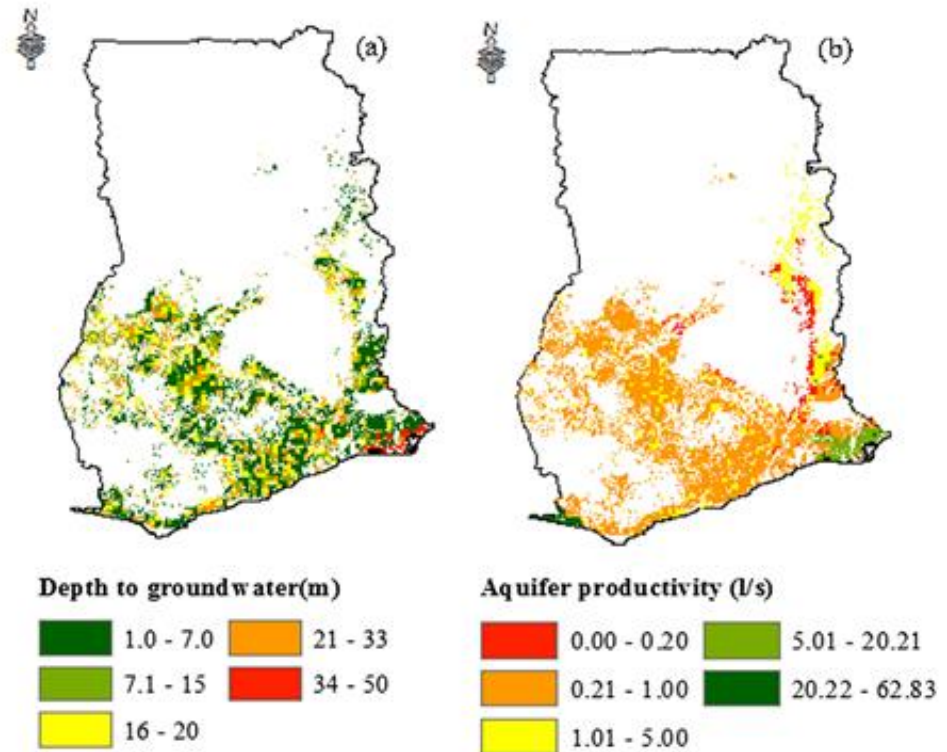 N
(a)
N
(b)
Depth to groundwater(m)
1.0 - 7.0
21 - 33
7.1 - 15
34 - 50
16 - 20
Aquifer productivity (l/s)
0.00 - 0.20
5.01 - 20.21
0.21 - 1.00
20.22 - 62.83
1.01 - 5.00